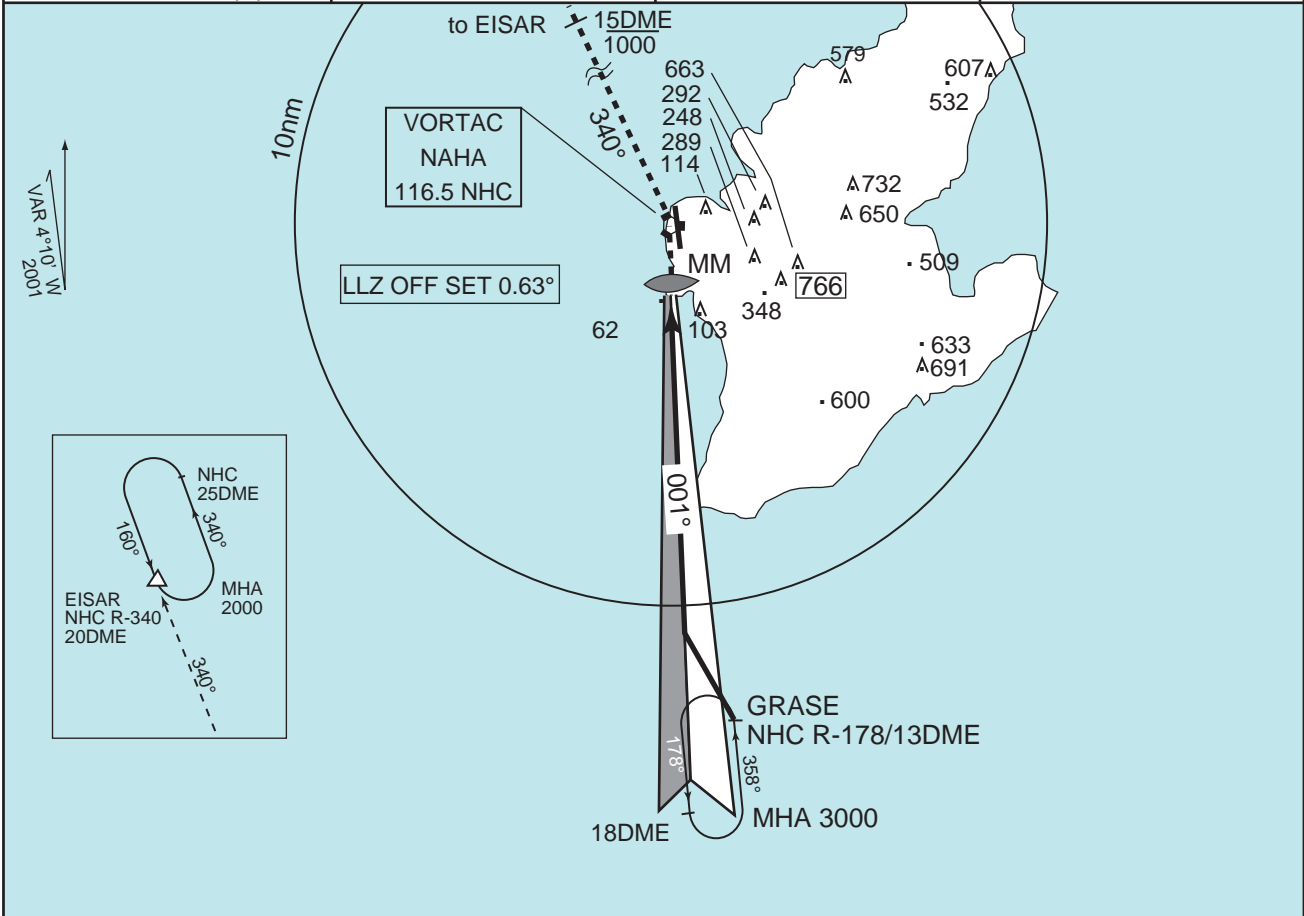 to EISAR
15DME
1000
10nm
340°
VORTAC
NAHA
116.5 NHC
663
292
248
289
114
579
607
532
732
650
509
VAR 4°10' W
2001
LLZ OFF SET 0.63°
MM
766
348
62
103
633
691
600
001°
NHC
25DME
340°
160°
MHA
2000
EISAR
NHC R-340
20DME
340°
GRASE
NHC R-178/13DME
178°
358°
18DME
MHA 3000